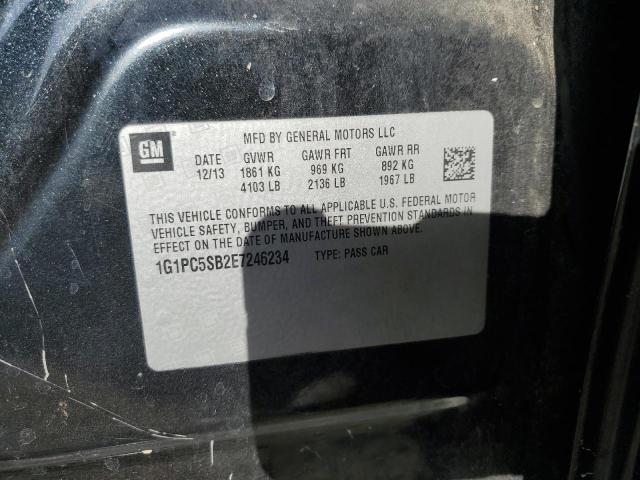 GM
MFD BY GENERAL MOTORS LLC
DATE GVWR GAWR FRT GAWR RR
12/13 1861 KG 969 KG 892 KG
4103 LB 2136 LB 1967 LB
THIS VEHICLE CONFORMS TO ALL APPLICABLE U.S. FEDERAL MOTOR
VEHICLE SAFETY, BUMPER, AND THEFT PREVENTION STANDARDS IN
EFFECT ON THE DATE OF MANUFACTURE SHOWN ABOVE.
1G1PC5SB2E7246234 TYPE: PASS CAR